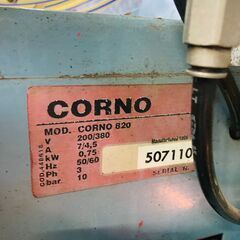 CORNO
MOD. CORNO 820
V 200/380
A 7/4,5
kW 0,75
Hz 50/60
Ph 3
bar. 10
Manufactured
507110
SERIAL N.